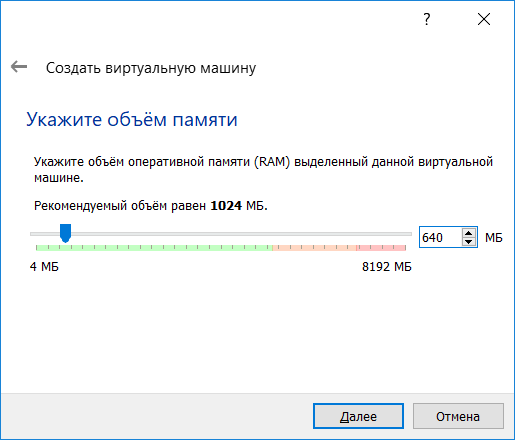 ?
Создать виртуальную машину
Укажите объём памяти
Укажите объём оперативной памяти (RAM) выделенный данной виртуальной
машине.
Рекомендуемый объём равен 1024 МБ.
640 МБ
4 МБ 8192 МБ
Далее Отмена